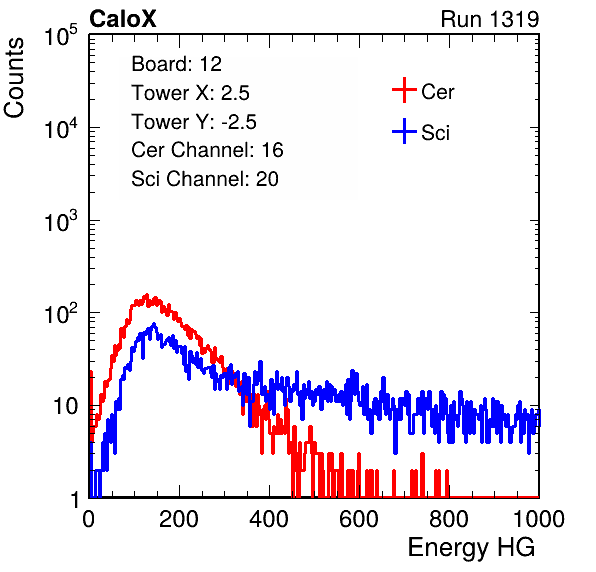 CaloX Run 1319
Counts
10^5
10^4
10^3
10^2
10
1
Board: 12
Tower X: 2.5
Tower Y: -2.5
Cer Channel: 16
Sci Channel: 20
Cer
Sci
0 200 400 600 800 1000
Energy HG